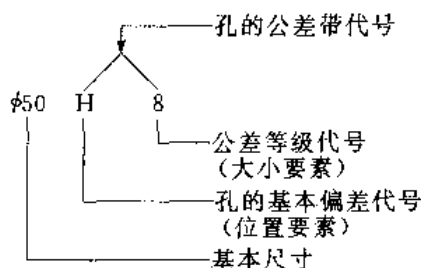 孔的公差带代号
ϕ50 H 8
公差等级代号
(大小要素)
孔的基本偏差代号
(位置要素)
基本尺寸